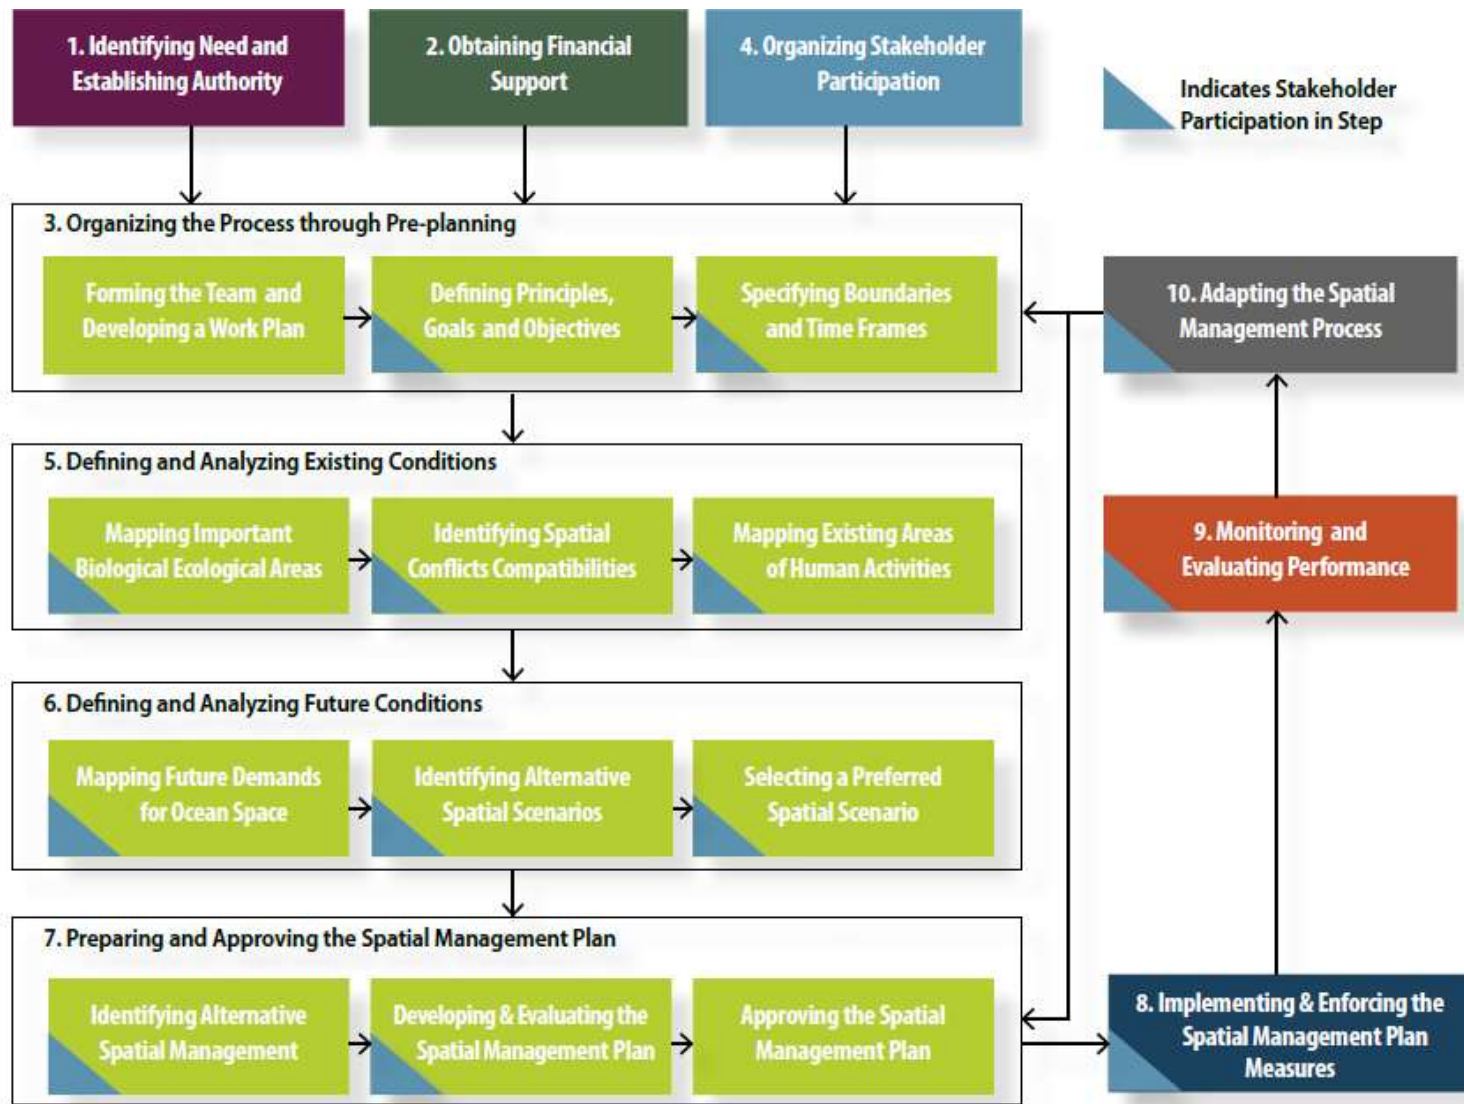 1. Identifying Need and
Establishing Authority
2. Obtaining Financial
Support
4. Organizing Stakeholder
Participation
Indicates Stakeholder
Participation in Step
3. Organizing the Process through Pre-planning
Forming the Team and
Developing a Work Plan
Defining Principles,
Goals and Objectives
Specifying Boundaries
and Time Frames
10. Adapting the Spatial
Management Process
5. Defining and Analyzing Existing Conditions
Mapping Important
Biological Ecological Areas
Identifying Spatial
Conflicts Compatibilities
Mapping Existing Areas
of Human Activities
9. Monitoring and
Evaluating Performance
6. Defining and Analyzing Future Conditions
Mapping Future Demands
for Ocean Space
Identifying Alternative
Spatial Scenarios
Selecting a Preferred
Spatial Scenario
7. Preparing and Approving the Spatial Management Plan
Identifying Alternative
Spatial Management
Developing & Evaluating the
Spatial Management Plan
Approving the Spatial
Management Plan
8. Implementing & Enforcing the
Spatial Management Plan
Measures